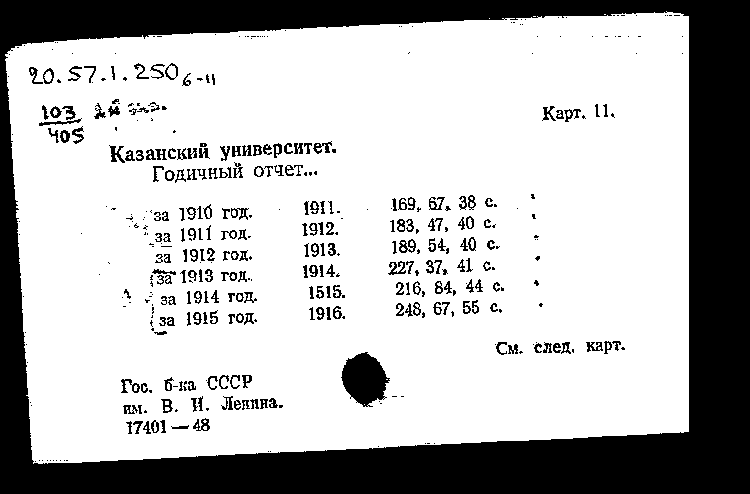 20.57.1.250 6-11
103
405
Карт. 11.
Казанский университет.
Годичный отчет...
за 1910 год. 1911. 169, 67, 38 с.
за 1911 год. 1912. 183, 47, 40 с.
за 1912 год. 1913. 189, 54, 40 с.
за 1913 год. 1914. 227, 37, 41 с.
за 1914 год. 1515. 216, 84, 44 с.
за 1915 год. 1916. 248, 67, 55 с.
См. след. карт.
Гос. б-ка СССР
им. В. И. Ленина.
17401 — 48